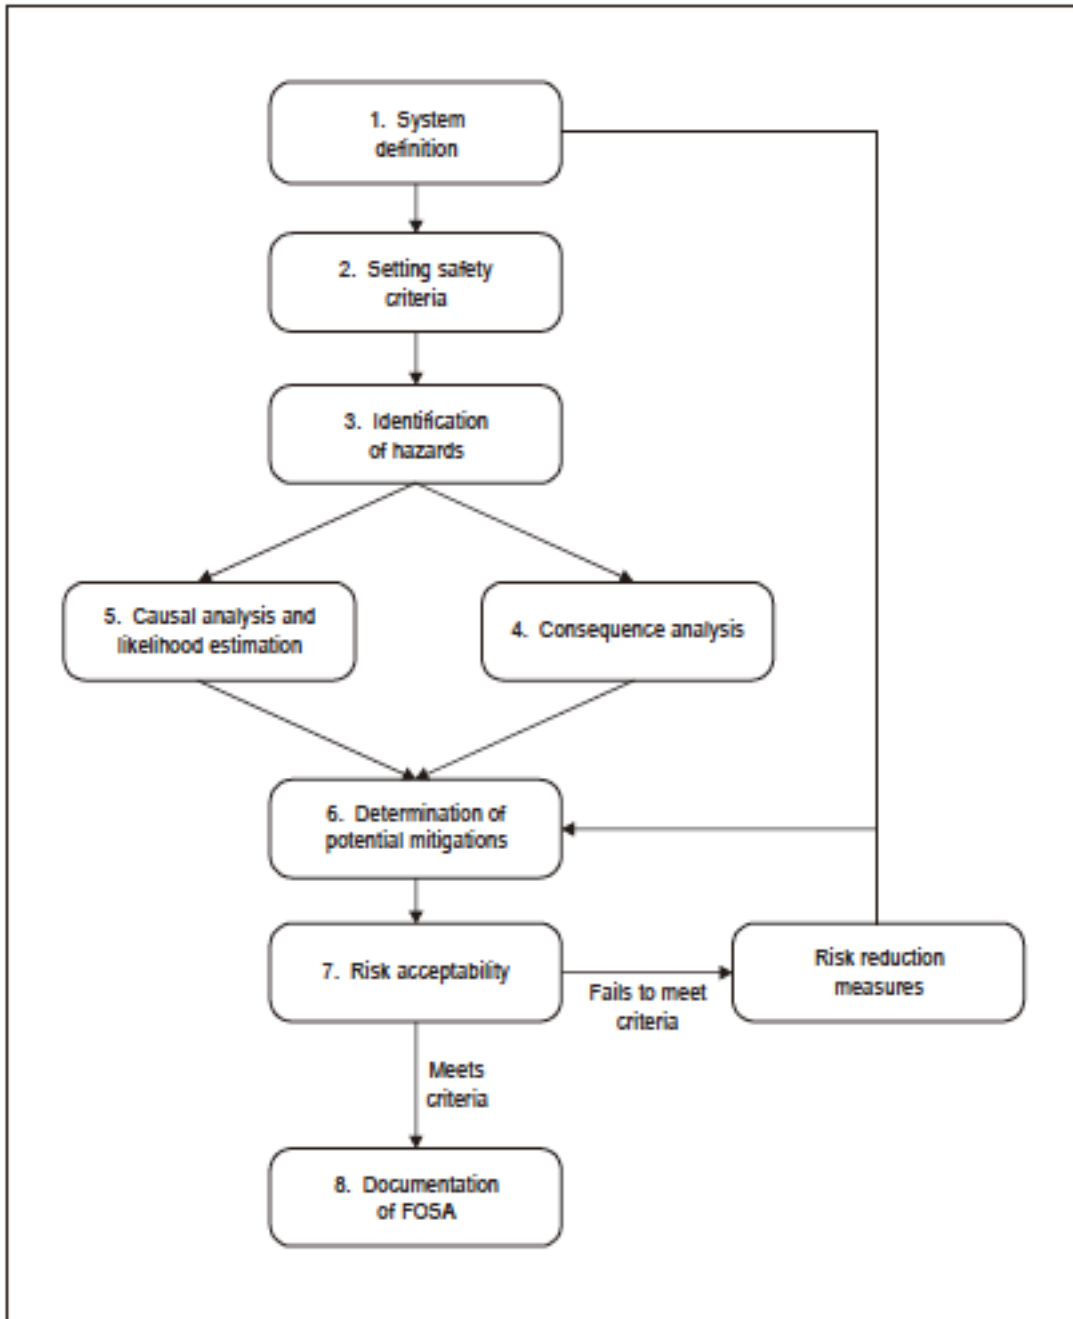 1. System
definition
2. Setting safety
criteria
3. Identification
of hazards
5. Causal analysis and
likelihood estimation
4. Consequence analysis
6. Determination of
potential mitigations
7. Risk acceptability
Risk reduction
measures
Fails to meet
criteria
Meets
criteria
8. Documentation
of FOSA